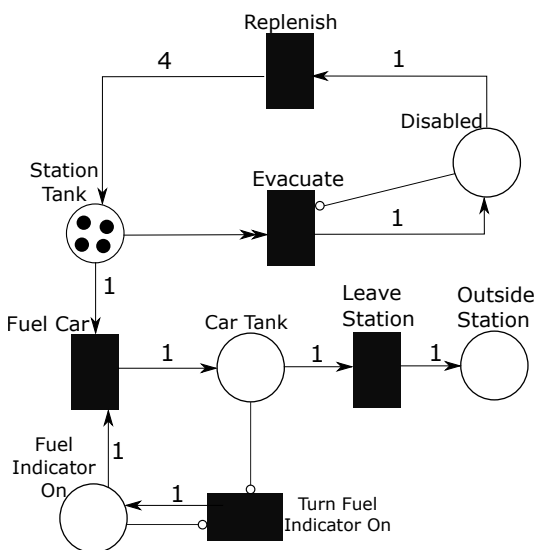 Replenish
4
1
Disabled
Station
Tank
Evacuate
1
1
Fuel Car
Car Tank
Leave
Station
Outside
Station
1
1
1
Fuel
Indicator
On
1
1
Turn Fuel
Indicator On